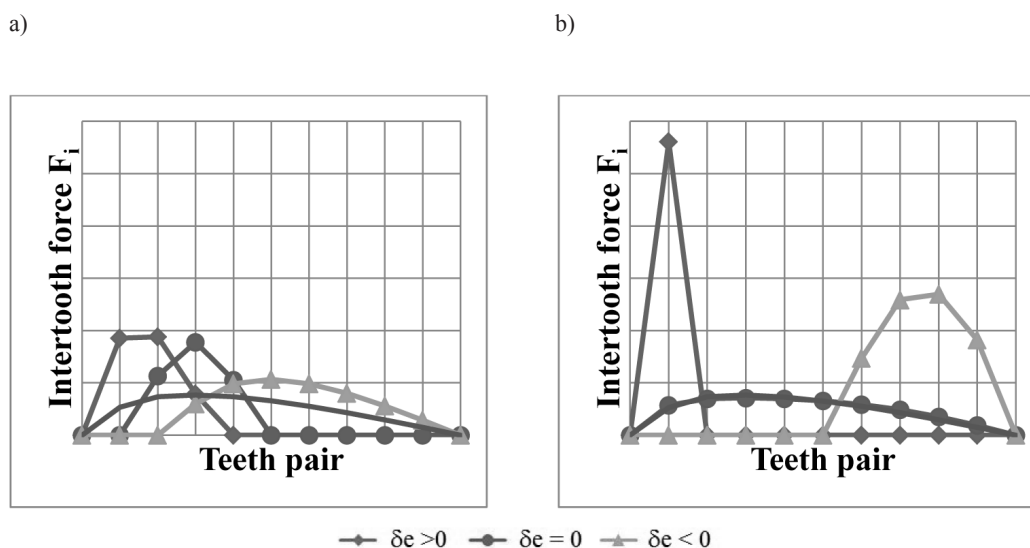 a)
b)
Intertooth force Fi
Teeth pair
Intertooth force Fi
Teeth pair
δe >0 δe = 0 δe < 0